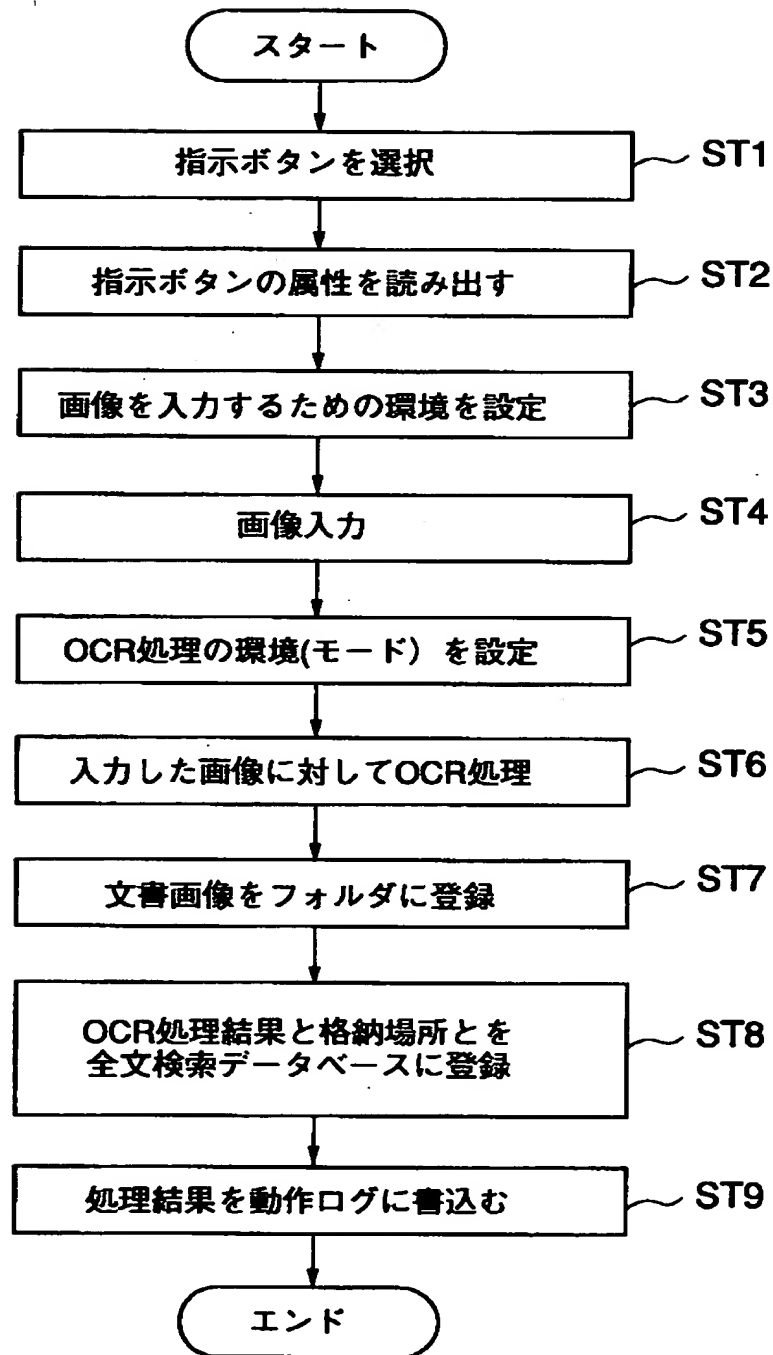 スタート
指示ボタンを選択
ST1
指示ボタンの属性を読み出す
ST2
画像を入力するための環境を設定
ST3
画像入力
ST4
OCR処理の環境(モード）を設定
ST5
入力した画像に対してOCR処理
ST6
文書画像をフォルダに登録
ST7
OCR処理結果と格納場所とを
全文検索データベースに登録
ST8
処理結果を動作ログに書込む
ST9
エンド